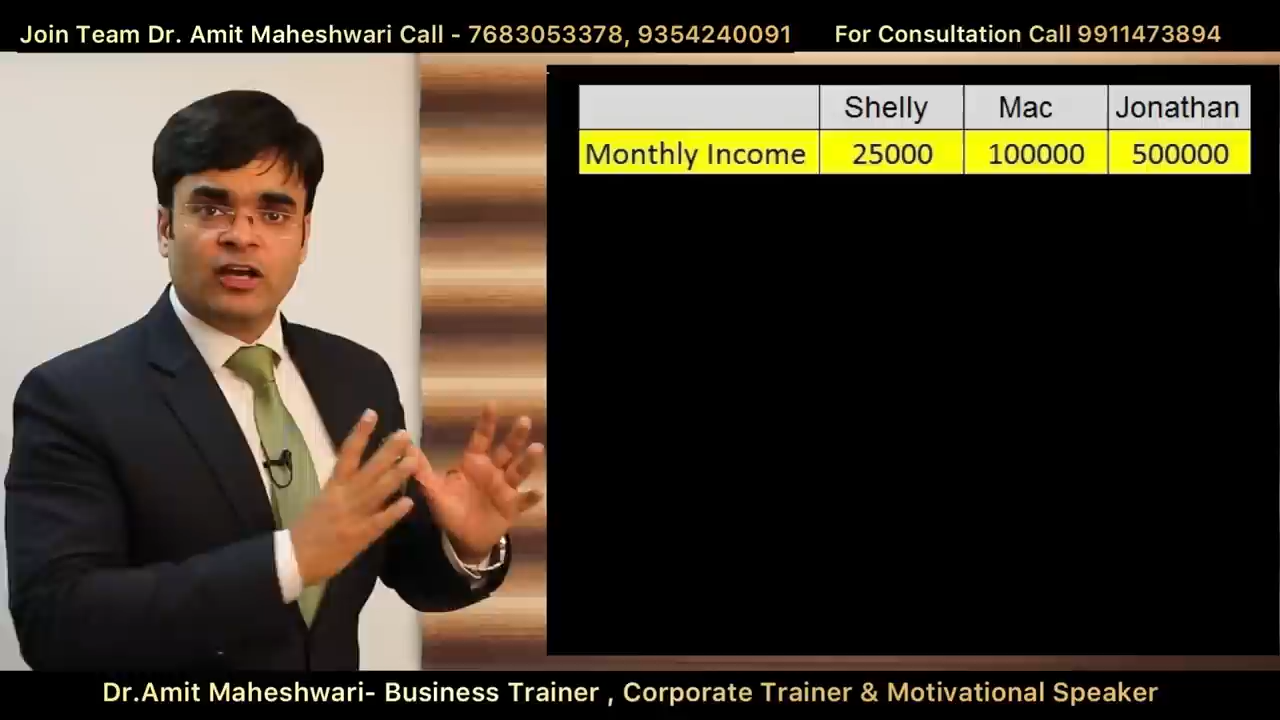 Join Team Dr. Amit Maheshwari Call - 7683053378, 9354240091 For Consultation Call 9911473894
Shelly Mac Jonathan
Monthly Income 25000 100000 500000
Dr.Amit Maheshwari- Business Trainer , Corporate Trainer & Motivational Speaker